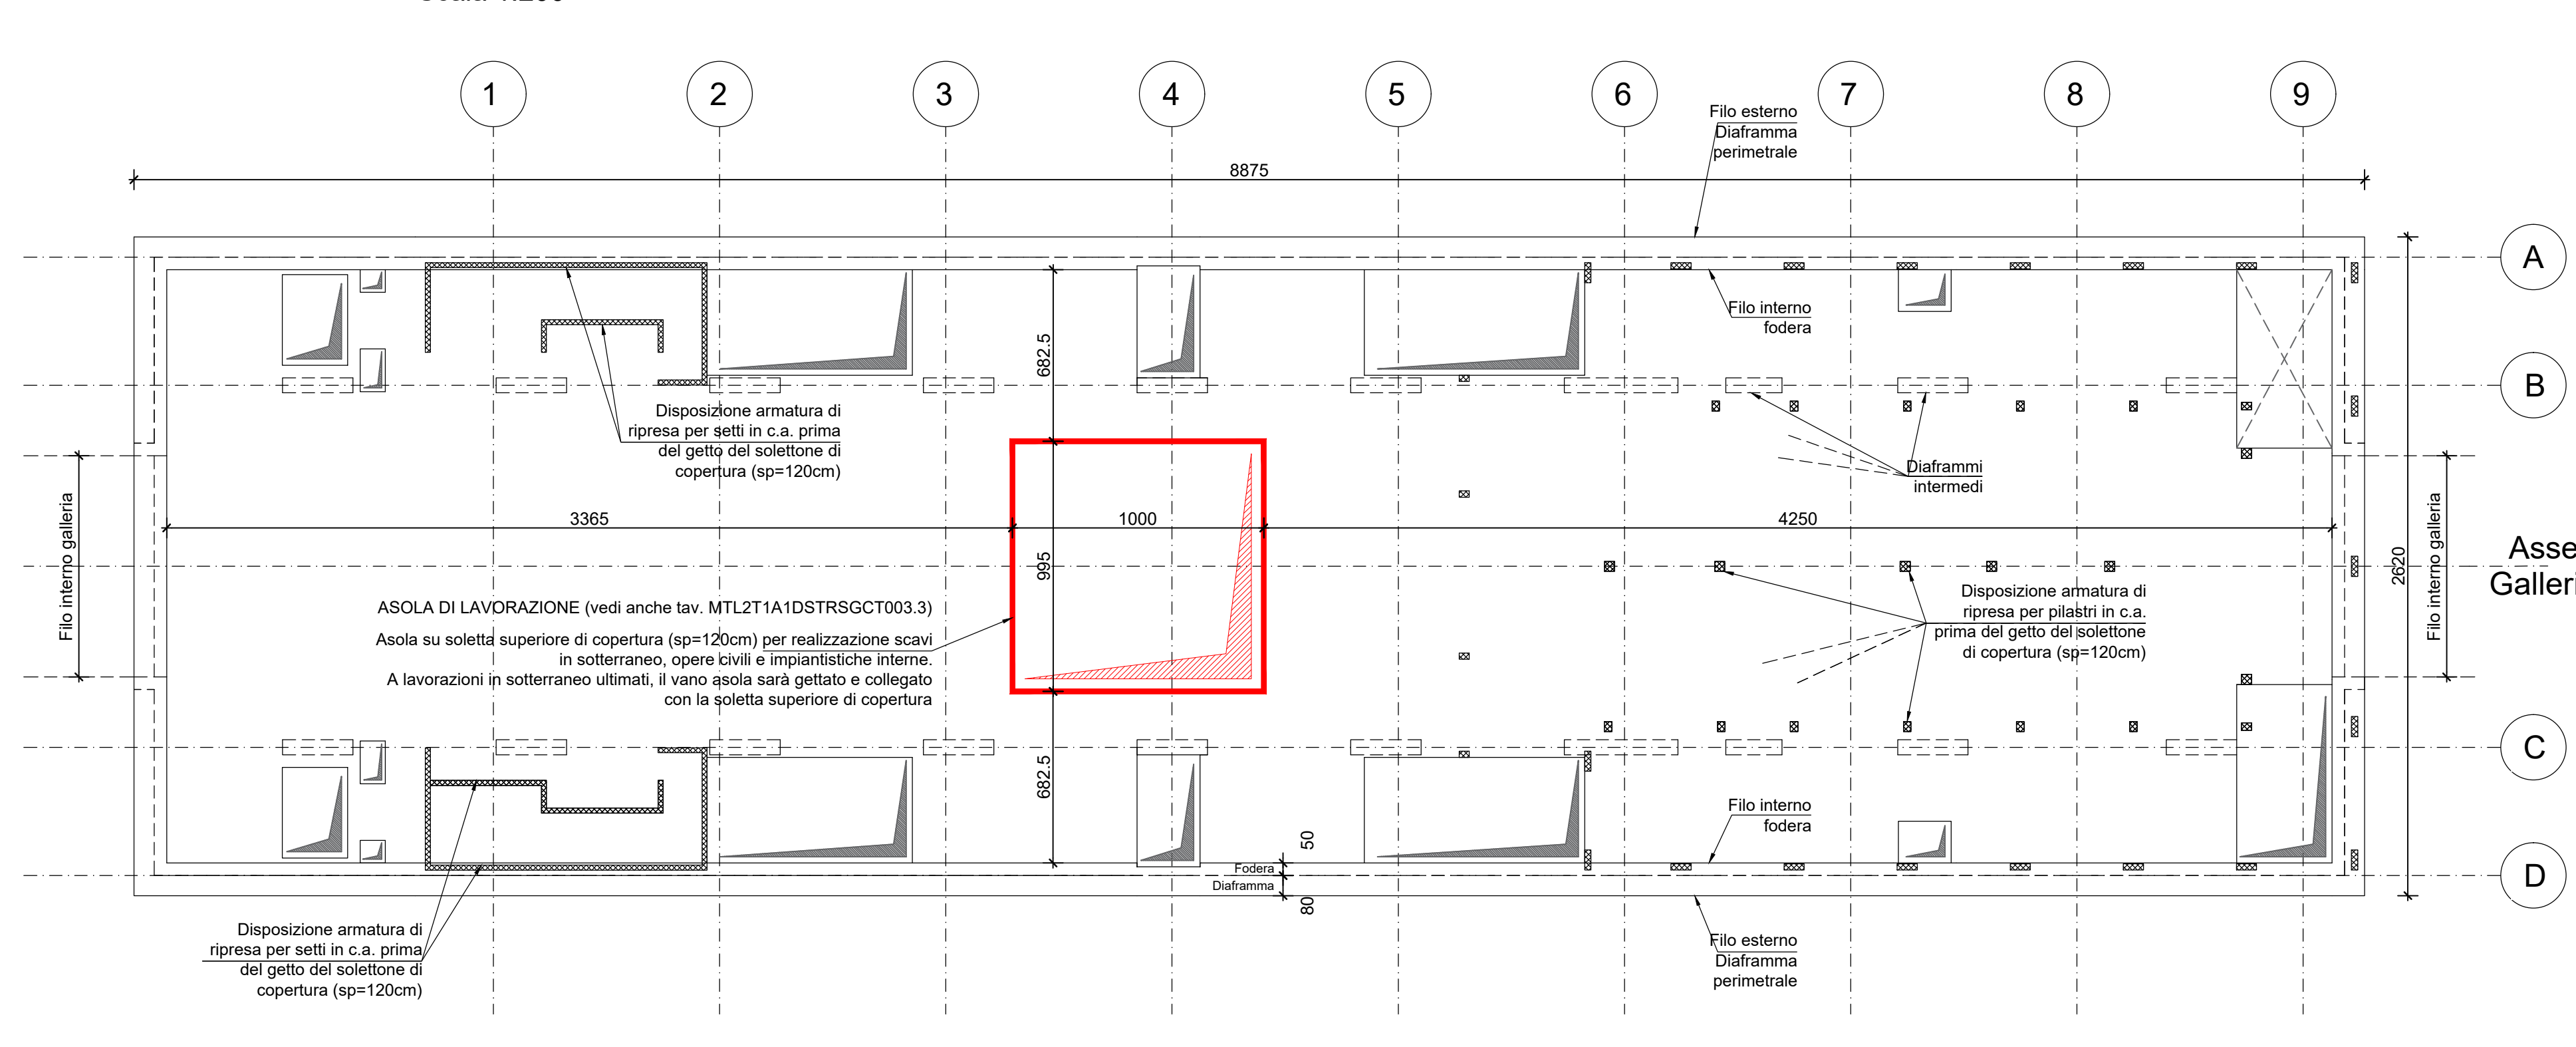 1
2
3
4
5
6
7
8
9
Filo esterno
Diaframma
perimetrale
8875
A
Filo interno
fodera
682.5
B
Disposizione armatura di
ripresa per setti in c.a. prima
del getto del solettone di
copertura (sp=120cm)
Diaframmi
intermedi
Filo interno galleria
3365
1000
4250
Filo interno galleria
995
2620
Asse
ASOLA DI LAVORAZIONE (vedi anche tav. MTL2T1A1DSTRSGCT003.3)
Asola su soletta superiore di copertura (sp=120cm) per realizzazione scavi
in sotterraneo, opere civili e impiantistiche interne.
A lavorazioni in sotterraneo ultimati, il vano asola sarà gettato e collegato
con la soletta superiore di copertura
Disposizione armatura di
ripresa per pilastri in c.a.
prima del getto del solettone
di copertura (sp=120cm)
C
682.5
Filo interno
fodera
50
Fodera
Diaframma
80
D
Disposizione armatura di
ripresa per setti in c.a. prima
del getto del solettone di
copertura (sp=120cm)
Filo esterno
Diaframma
perimetrale